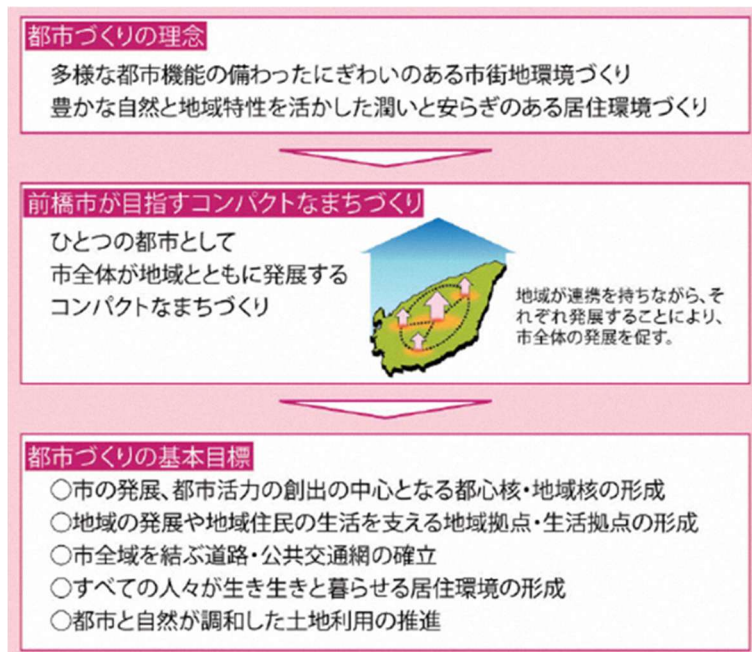 都市づくりの理念
多様な都市機能の備わったにぎわいのある市街地環境づくり
豊かな自然と地域特性を活かした潤いと安らぎのある居住環境づくり
前橋市が目指すコンパクトなまちづくり
ひとつの都市として
市全体が地域とともに発展する
コンパクトなまちづくり
地域が連携を持ちながら、そ
れぞれ発展することにより、
市全体の発展を促す。
都市づくりの基本目標
○市の発展、都市活力の創出の中心となる都心核・地域核の形成
○地域の発展や地域住民の生活を支える地域拠点・生活拠点の形成
○市全域を結ぶ道路・公共交通網の確立
○すべての人々が生き生きと暮らせる居住環境の形成
○都市と自然が調和した土地利用の推進